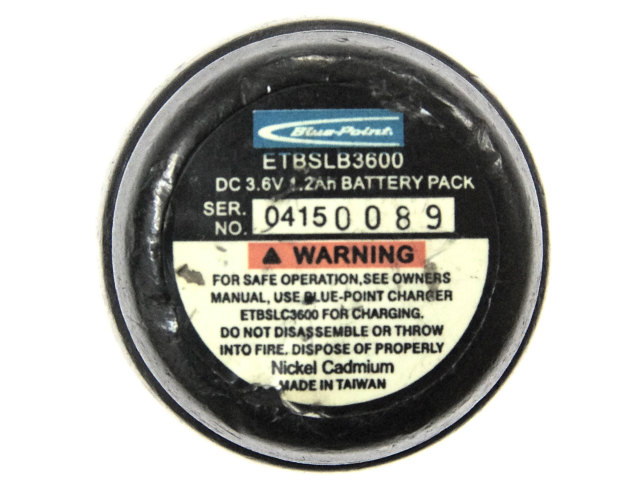 Blue-Point
ETBSLB3600
DC 3.6V 1.2Ah BATTERY PACK
SER. NO. 04150089
WARNING
FOR SAFE OPERATION,SEE OWNERS
MANUAL, USE BLUE-POINT CHARGER
ETBSLC3600 FOR CHARGING.
DO NOT DISASSEMBLE OR THROW
INTO FIRE. DISPOSE OF PROPERLY
Nickel Cadmium
MADE IN TAIWAN